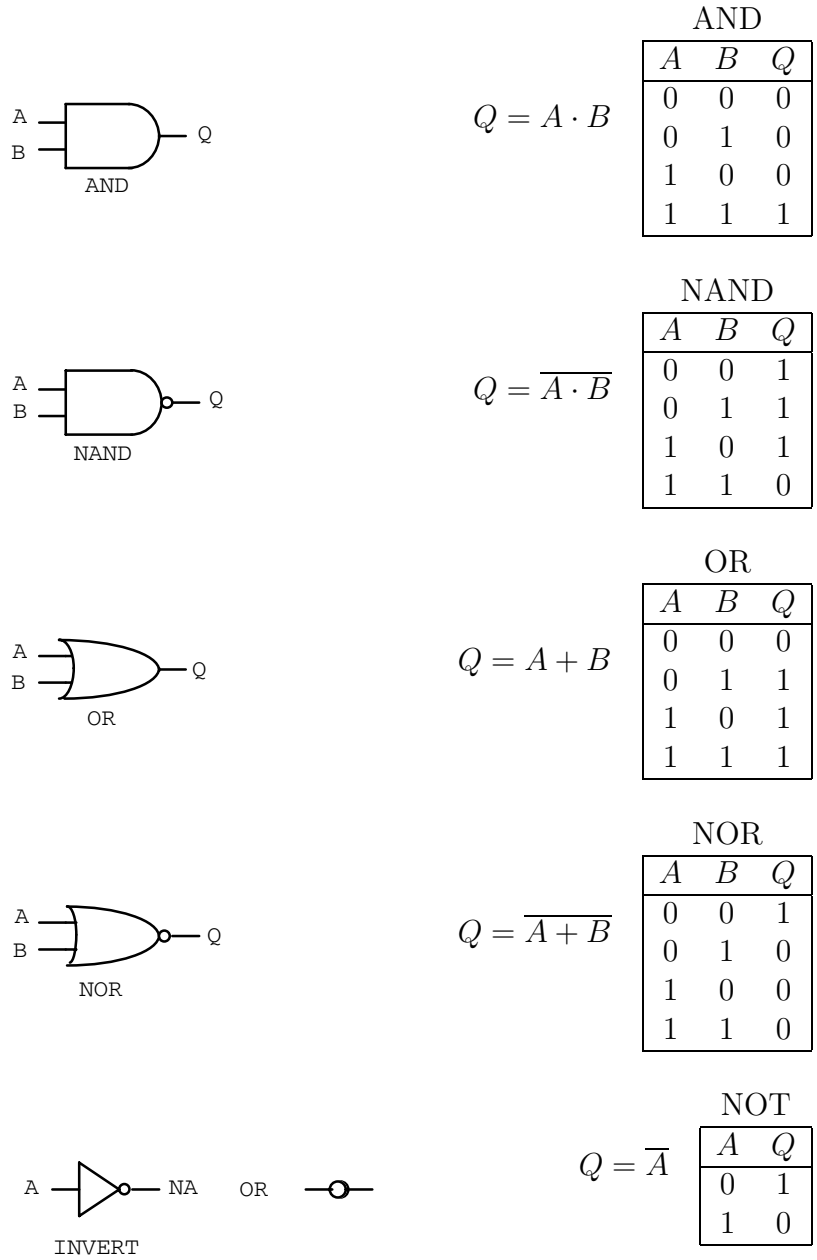 AND
A B Q
0 0 0
0 1 0
1 0 0
1 1 1
A
B
Q
AND
Q = A · B
NAND
A B Q
0 0 1
0 1 1
1 0 1
1 1 0
A
B
Q
NAND
Q = \overline{A · B}
OR
A B Q
0 0 0
0 1 1
1 0 1
1 1 1
A
B
Q
OR
Q = A + B
NOR
A B Q
0 0 1
0 1 0
1 0 0
1 1 0
A
B
Q
NOR
Q = \overline{A + B}
NOT
A Q
0 1
1 0
A NA OR
INVERT
Q = \overline{A}